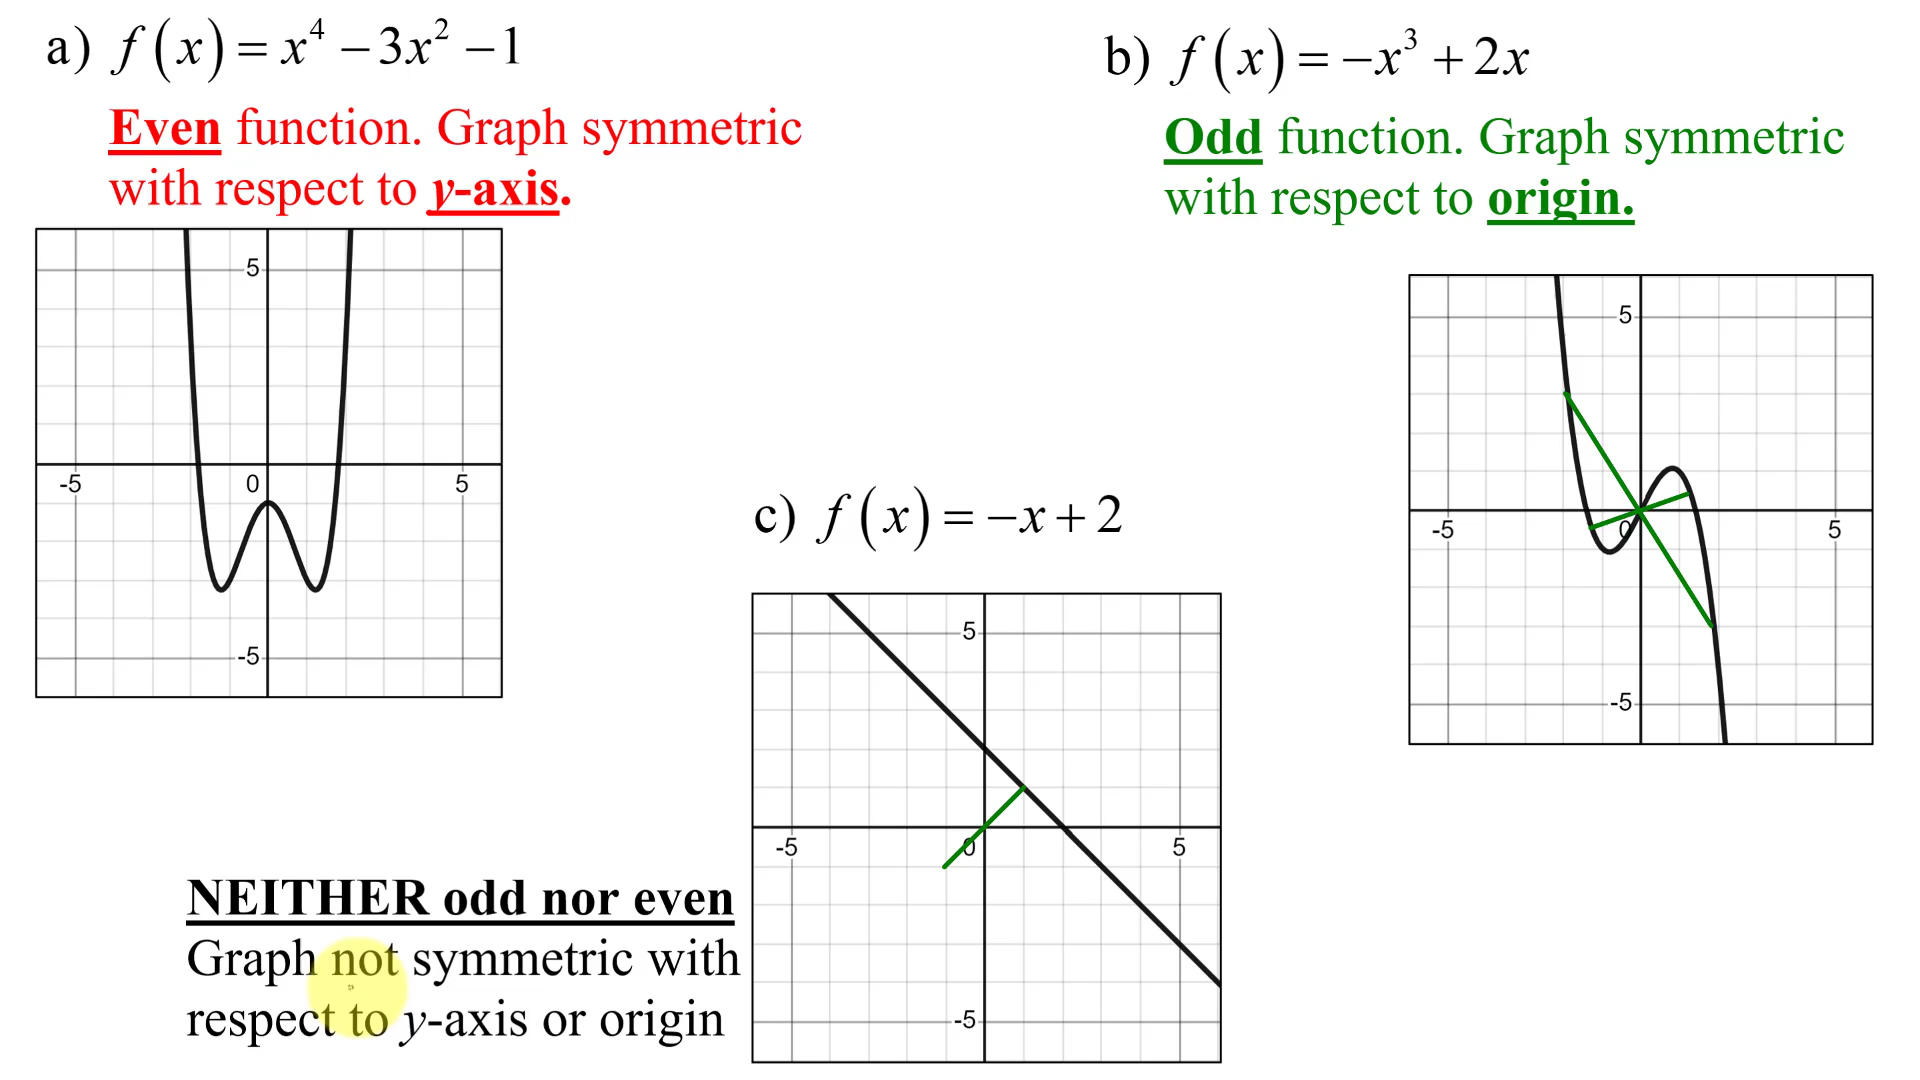 a) f(x) = x⁴ − 3x² − 1
Even function. Graph symmetric
with respect to y-axis.
5
-5
0
5
-5
b) f(x) = −x³ + 2x
Odd function. Graph symmetric
with respect to origin.
5
-5
0
5
-5
c) f(x) = −x + 2
5
-5
0
5
-5
NEITHER odd nor even
Graph not symmetric with
respect to y-axis or origin